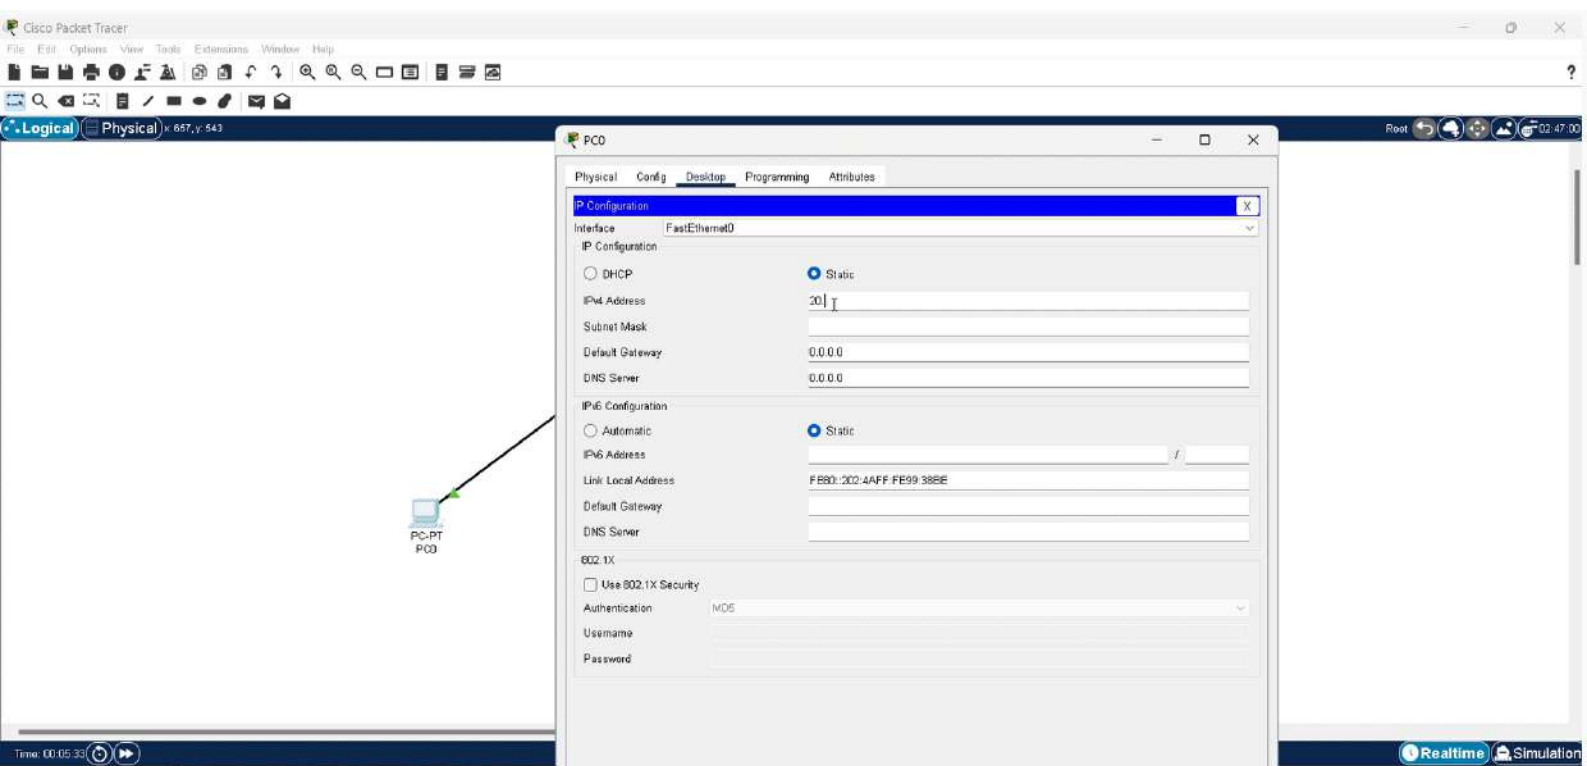 Cisco Packet Tracer
File Edit Options View Tools Extensions Window Help
?
Logical Physical x: 667, y: 543
Root 02:47:00
PC0
Physical Config Desktop Programming Attributes
IP Configuration X
Interface FastEthernet0
IP Configuration
DHCP Static
IPv4 Address 20.
Subnet Mask
Default Gateway 0.0.0.0
DNS Server 0.0.0.0
IPv6 Configuration
Automatic Static
IPv6 Address /
Link Local Address FE80::202:4AFF:FE99:38BE
Default Gateway
DNS Server
802.1X
Use 802.1X Security
Authentication MD5
Username
Password
PC-PT
PC0
Time: 00:05:33
Realtime Simulation